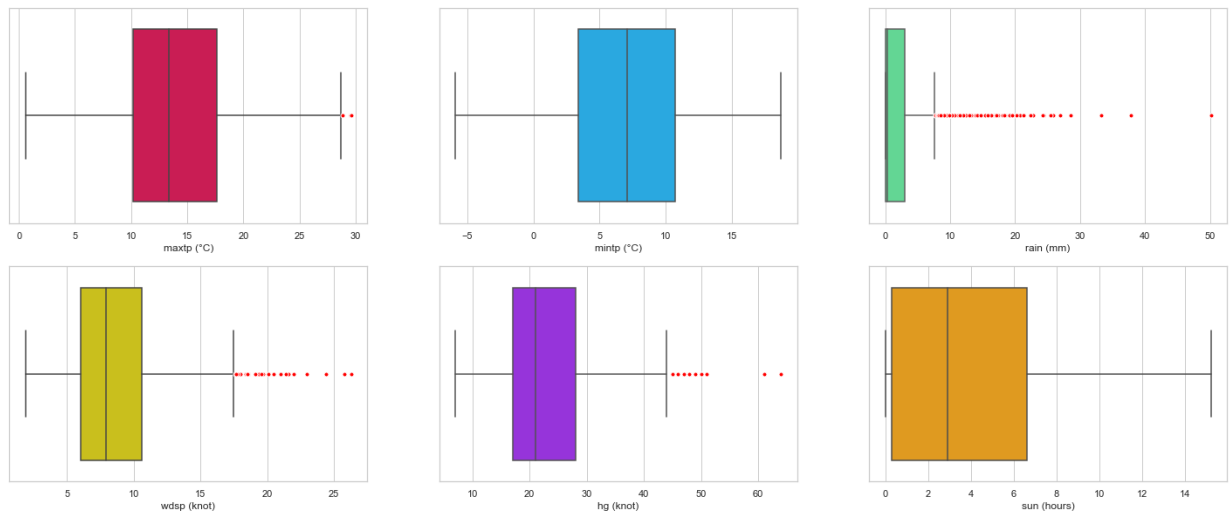 0 5 10 15 20 25 30
maxtp (°C)
−5 0 5 10 15
mintp (°C)
0 10 20 30 40 50
rain (mm)
5 10 15 20 25
wdsp (knot)
10 20 30 40 50 60
hg (knot)
0 2 4 6 8 10 12 14
sun (hours)